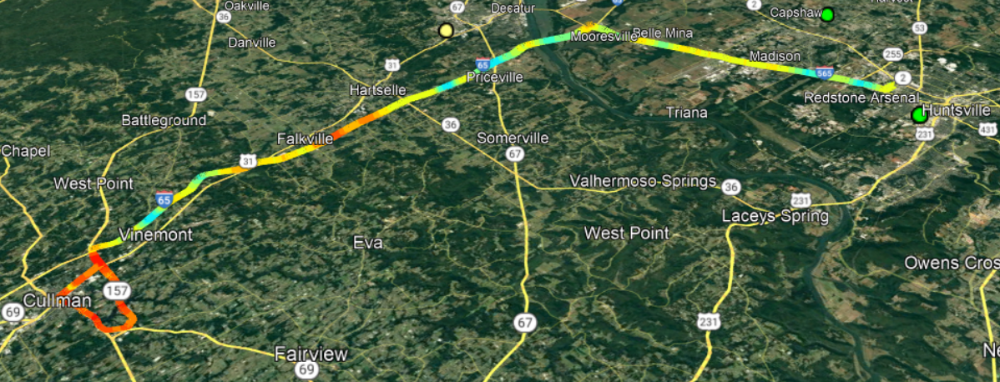 Oakville
67
Decatur
2
Capshaw
36
53
Danville
Mooresville
Belle Mina
255
31
65
Madison
565
2
Priceville
Hartselle
157
Redstone Arsenal
Huntsville
Triana
Battleground
36
431
231
Falkville
Somerville
Chapel
67
31
West Point
Valhermoso Springs
36
65
231
Laceys Spring
Vinemont
West Point
Eva
Owens Cros
157
Cullman
69
67
231
Fairview
69
Ne